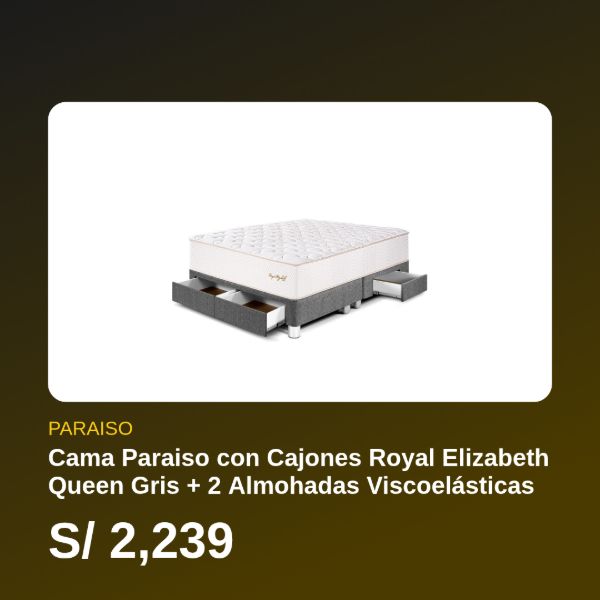 PARAISO
Cama Paraiso con Cajones Royal Elizabeth
Queen Gris + 2 Almohadas Viscoelásticas
S/ 2,239